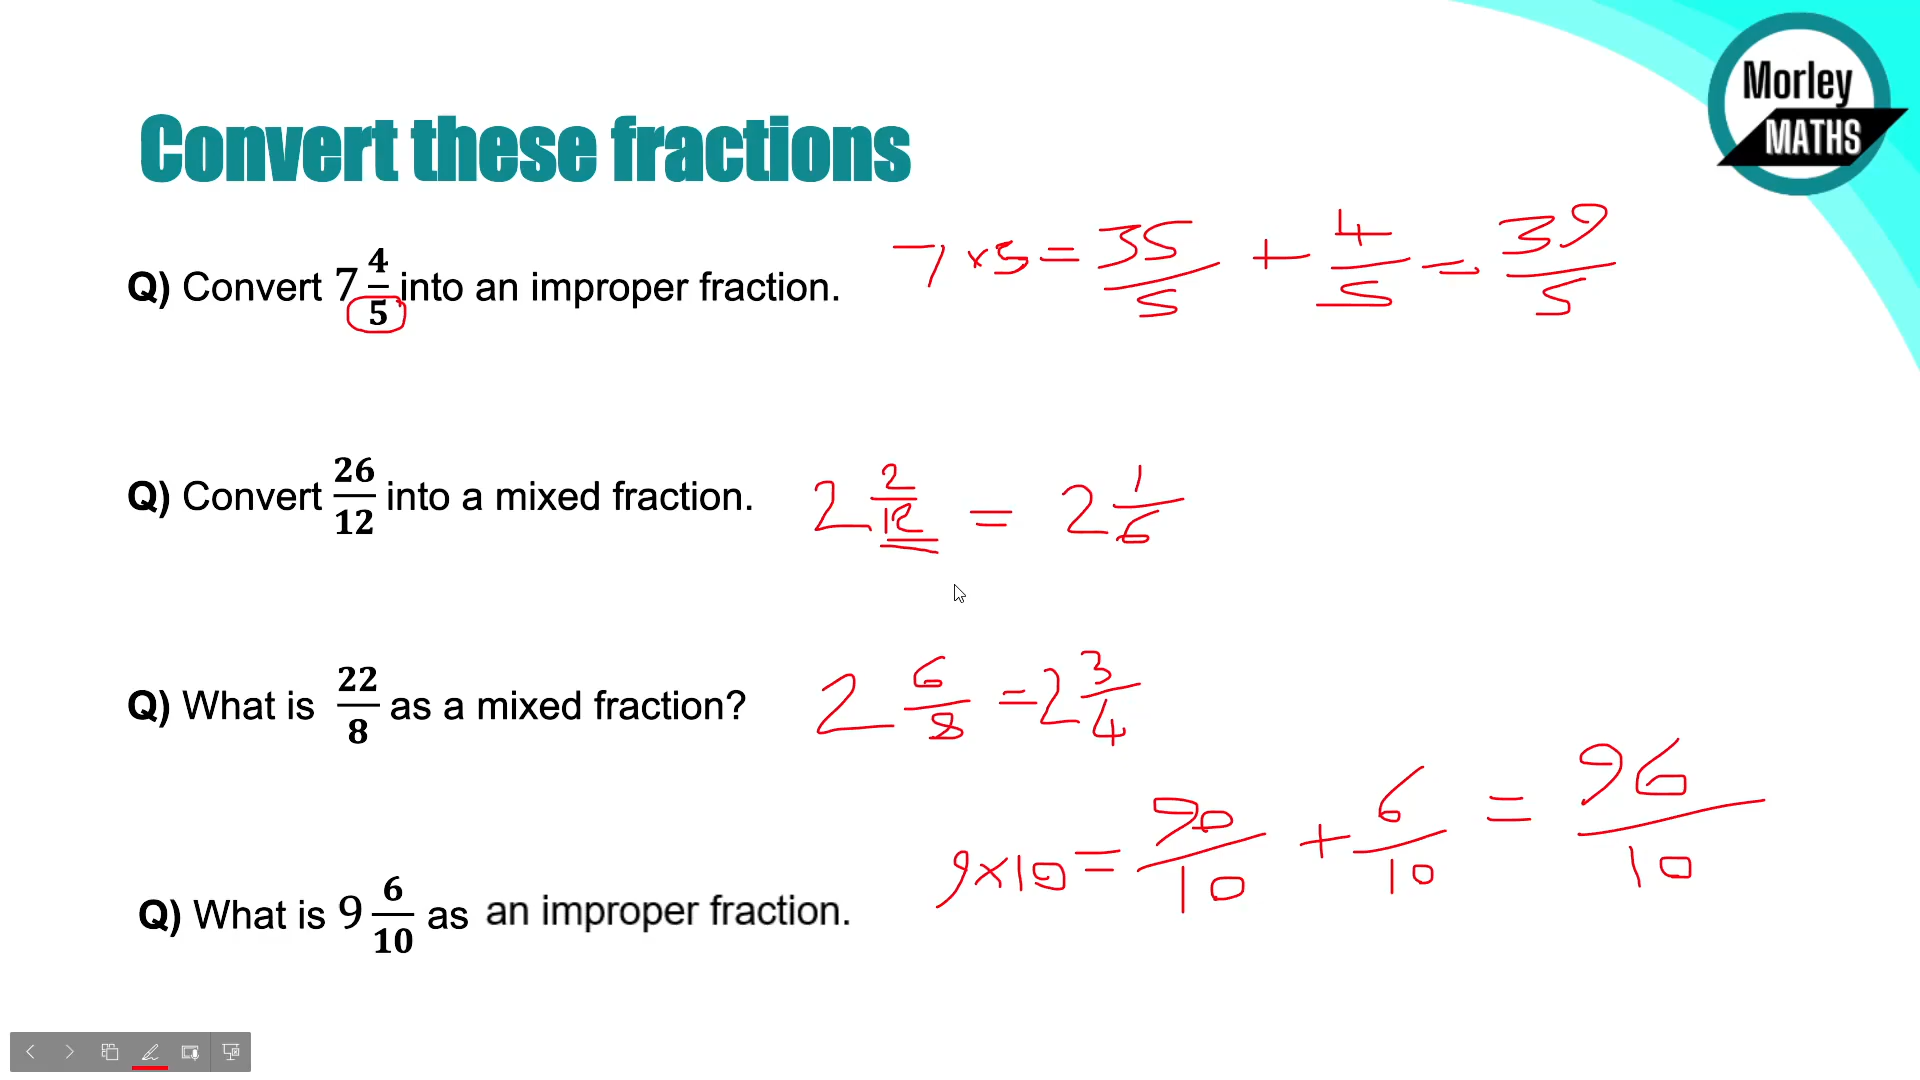 Morley
MATHS
Convert these fractions
Q) Convert 7 4/5 into an improper fraction. 7 × 5 = 35/5 + 4/5 = 39/5
Q) Convert 26/12 into a mixed fraction. 2 2/12 = 2 1/6
Q) What is 22/8 as a mixed fraction? 2 6/8 = 2 3/4
Q) What is 9 6/10 as an improper fraction. 9 × 10 = 90/10 + 6/10 = 96/10